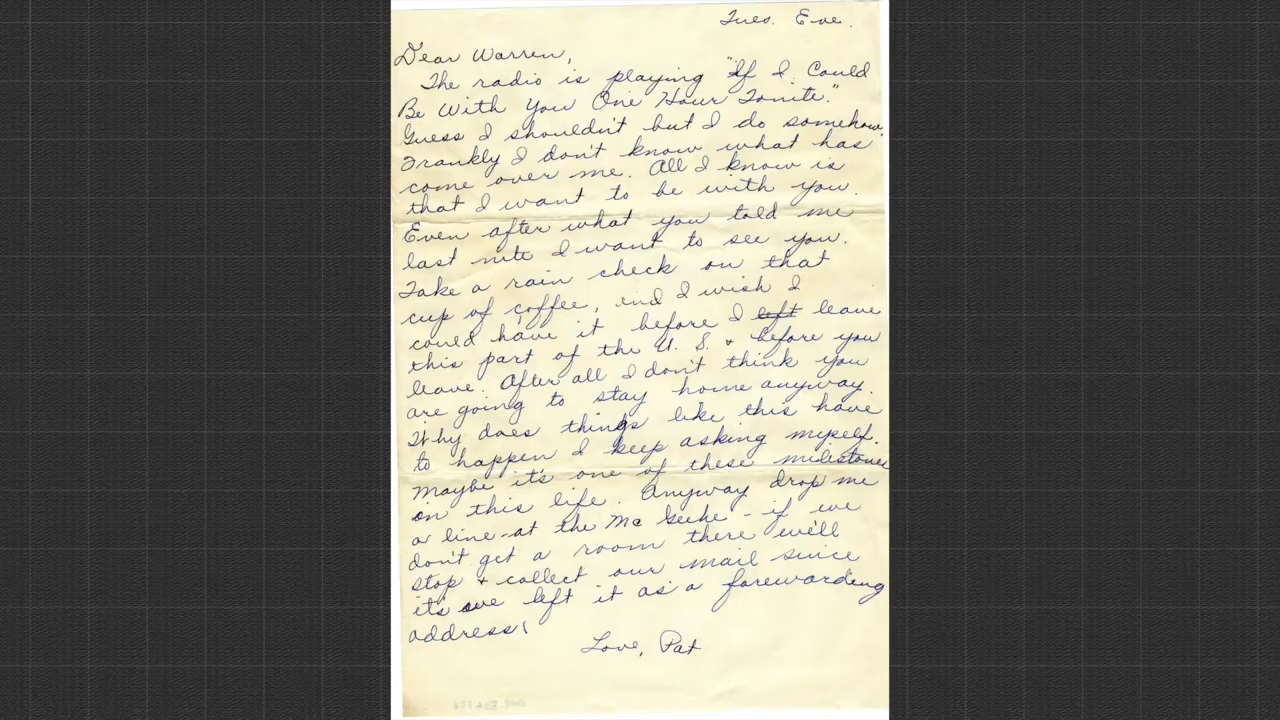 Tues. Eve.
Dear Warren,
The radio is playing "If I Could
Be With You One Hour Tonite."
Guess I shouldn't but I do somehow.
Frankly I don't know what has
come over me. All I know is
that I want to be with you.
Even after what you told me
last nite I want to see you.
Take a rain check on that
cup of coffee, and I wish I
could have it before I left leave
this part of the U. S. & before you
leave. After all I don't think you
are going to stay home anyway.
Why does things like this have
to happen I keep asking myself.
Maybe it's one of these milestones
on this life. Anyway drop me
a line at the Mc - if we
don't get a room there we'll
stop & collect our mail since
it's we left it as a forewarding
address!
Love, Pat